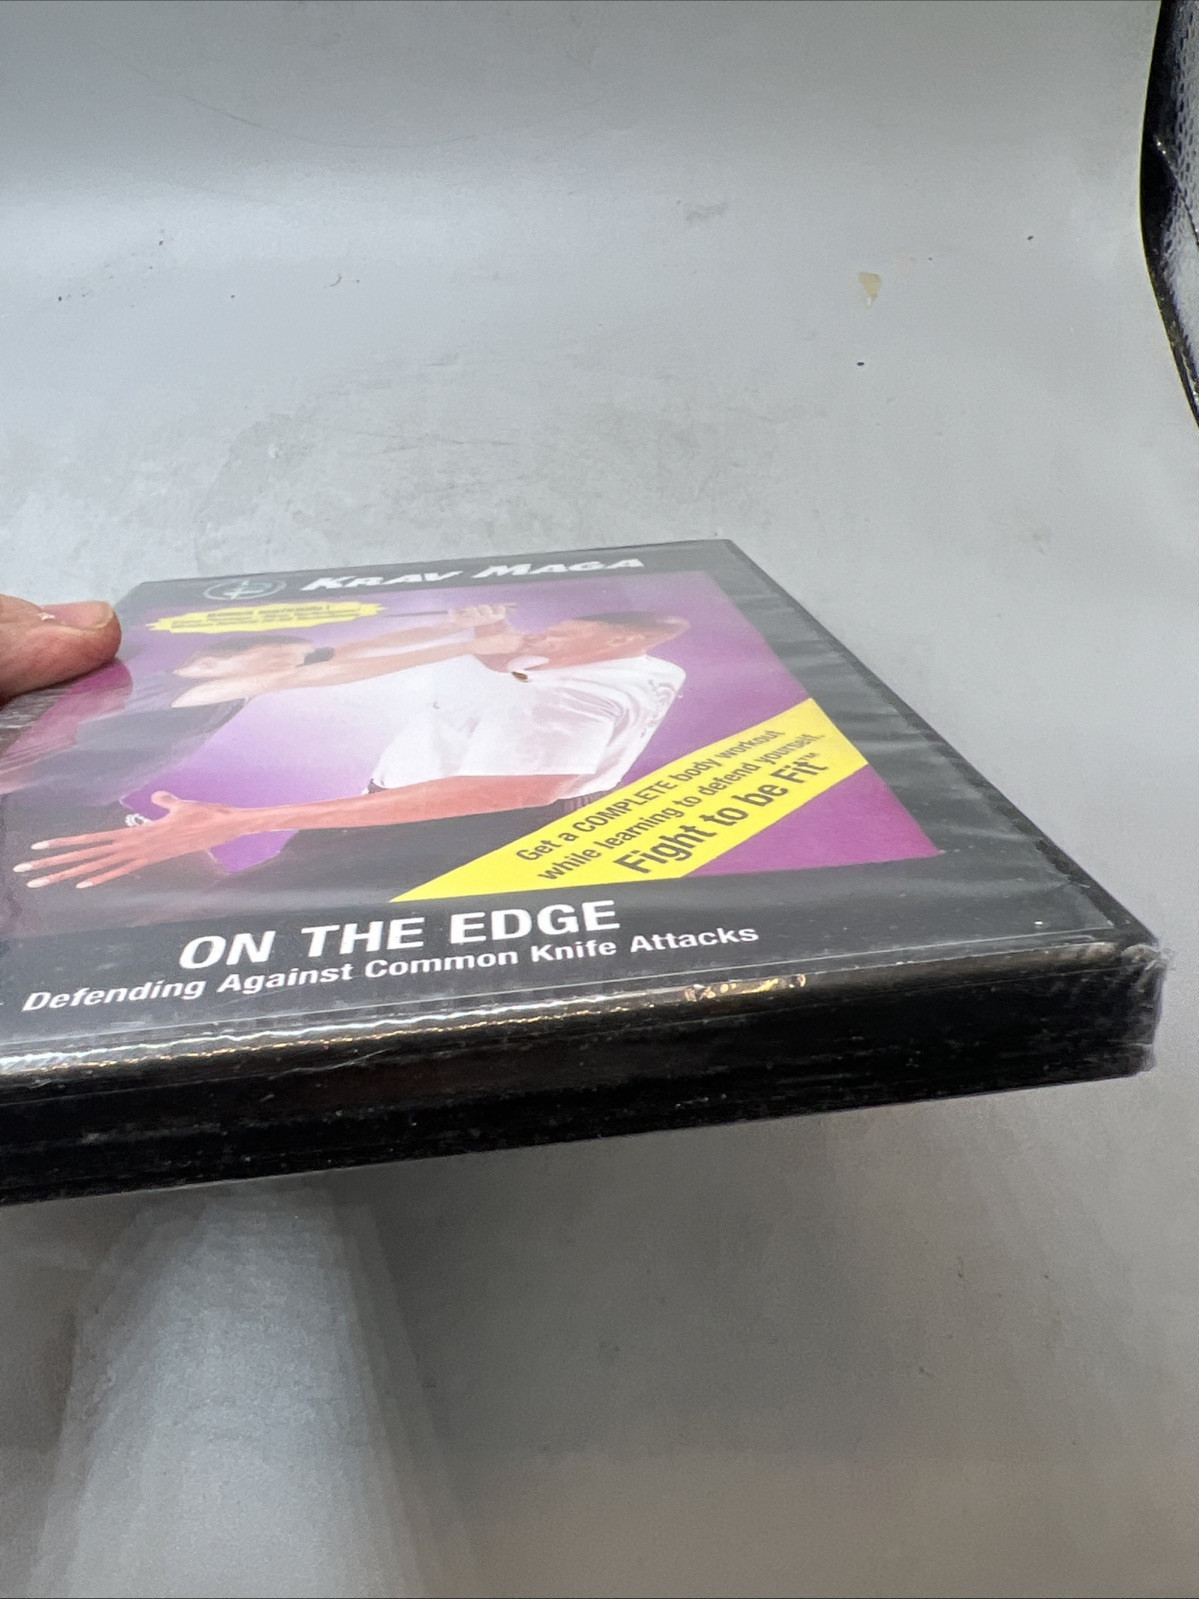 KRAV MAGA
Get a COMPLETE body workout
while learning to defend yourself.
Fight to be Fit™
ON THE EDGE
Defending Against Common Knife Attacks